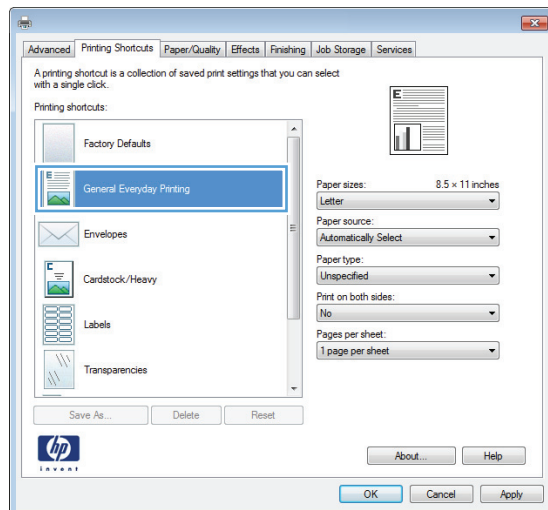 Advanced Printing Shortcuts Paper/Quality Effects Finishing Job Storage Services
A printing shortcut is a collection of saved print settings that you can select
with a single click.
Printing shortcuts:
E
Factory Defaults
E
General Everyday Printing
Envelopes
C
Cardstock/Heavy
Labels
Transparencies
Paper sizes: 8.5 × 11 inches
Letter
Paper source:
Automatically Select
Paper type:
Unspecified
Print on both sides:
No
Pages per sheet:
1 page per sheet
Save As... Delete Reset
hp
invent
About... Help
OK Cancel Apply